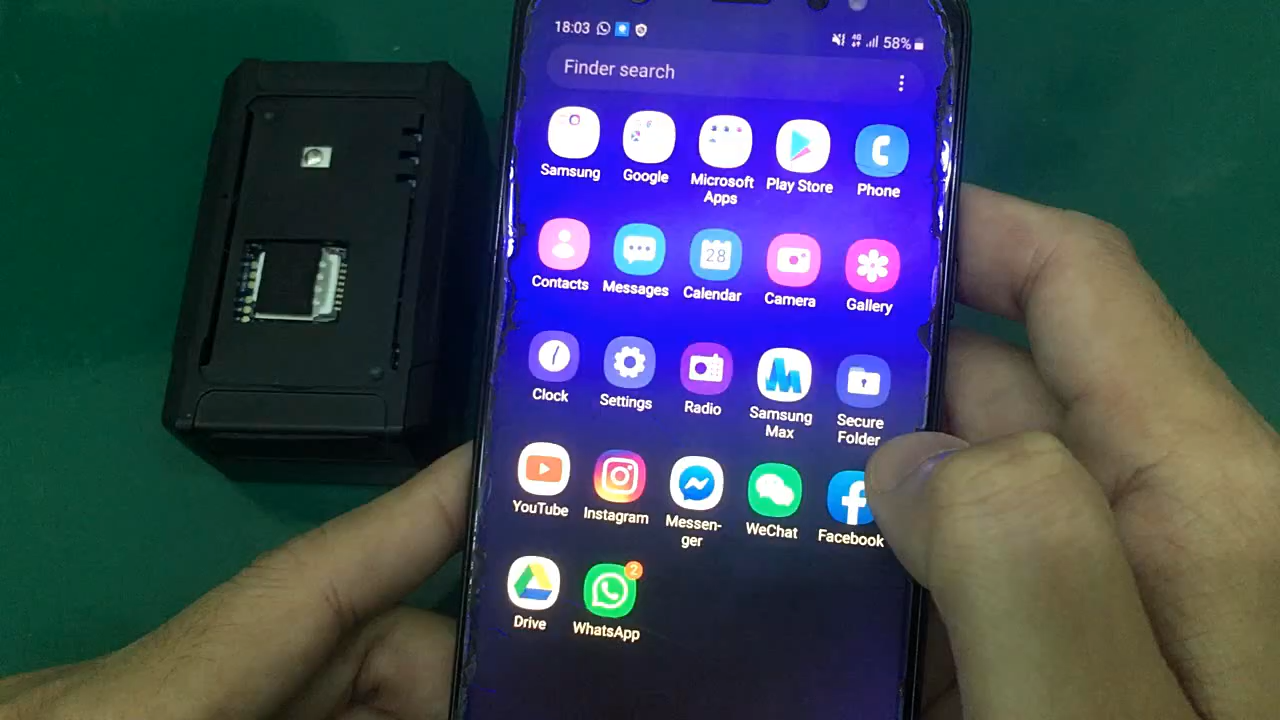 18:03
4G
58%
Finder search
Samsung
Google
Microsoft
Apps
Play Store
Phone
Contacts
Messages
28
Calendar
Camera
Gallery
Clock
Settings
Radio
Samsung
Max
Secure
Folder
YouTube
Instagram
Messen-
ger
WeChat
Facebook
Drive
2
WhatsApp